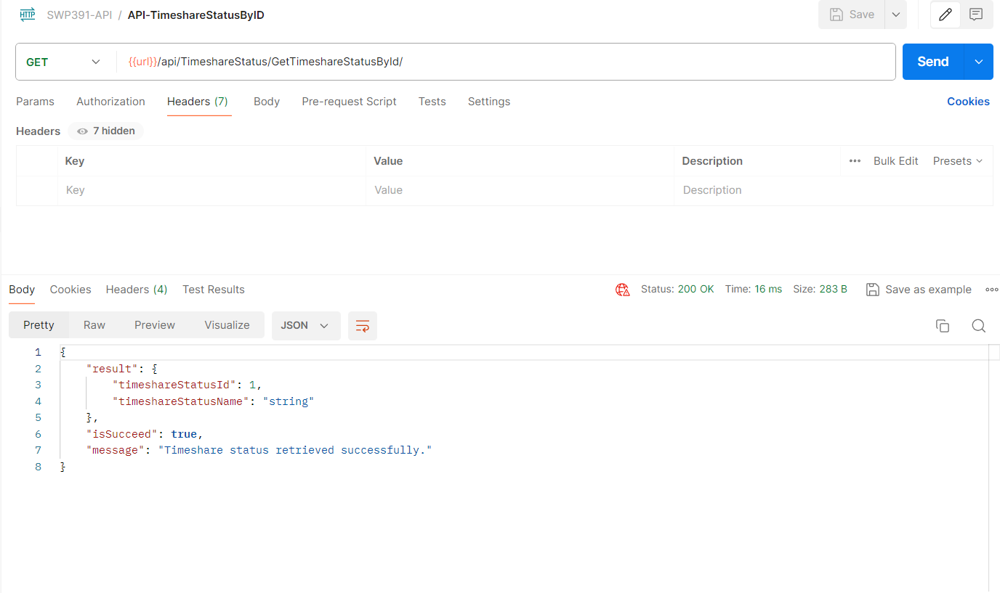 HTTP SWP391-API / API-TimeshareStatusByID Save
GET {{url}}/api/TimeshareStatus/GetTimeshareStatusById/ Send
Params Authorization Headers (7) Body Pre-request Script Tests Settings Cookies
Headers 7 hidden
Key Value Description Bulk Edit Presets
Key Value Description
Body Cookies Headers (4) Test Results Status: 200 OK Time: 16 ms Size: 283 B Save as example
Pretty Raw Preview Visualize JSON
1 {
2 "result": {
3 "timeshareStatusId": 1,
4 "timeshareStatusName": "string"
5 },
6 "isSucceed": true,
7 "message": "Timeshare status retrieved successfully."
8 }